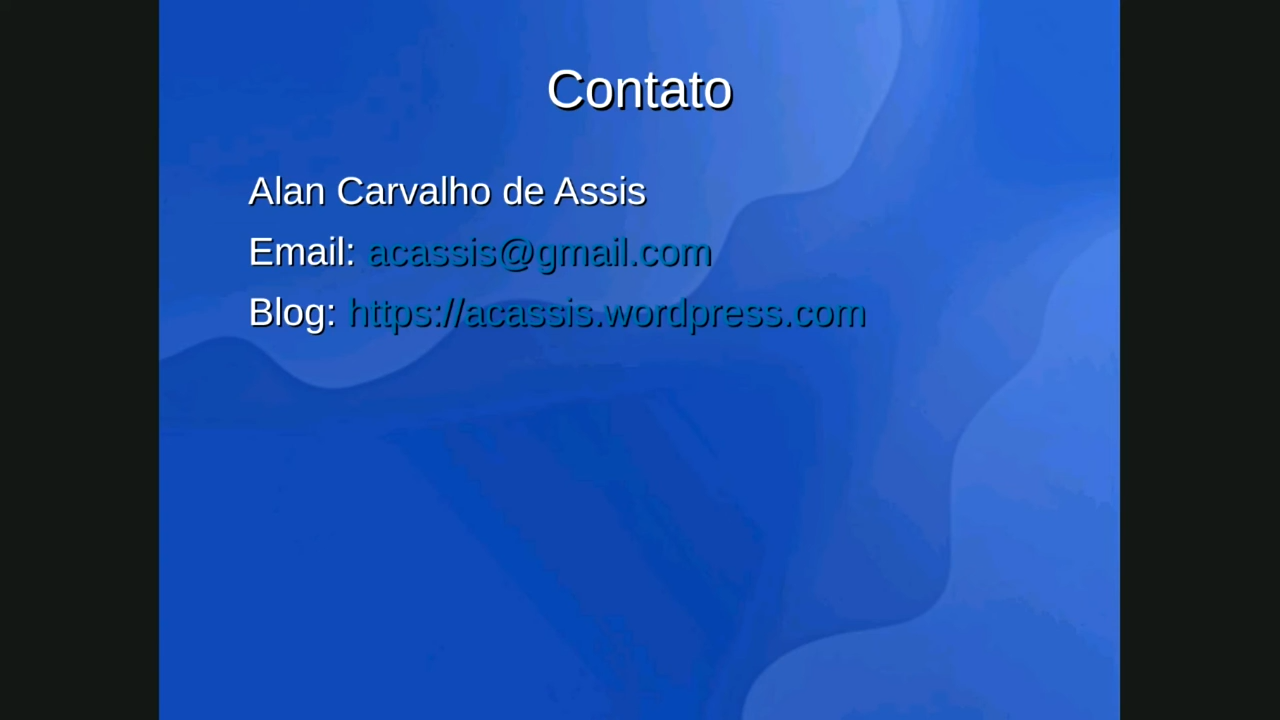 Contato
Alan Carvalho de Assis
Email: acassis@gmail.com
Blog: https://acassis.wordpress.com